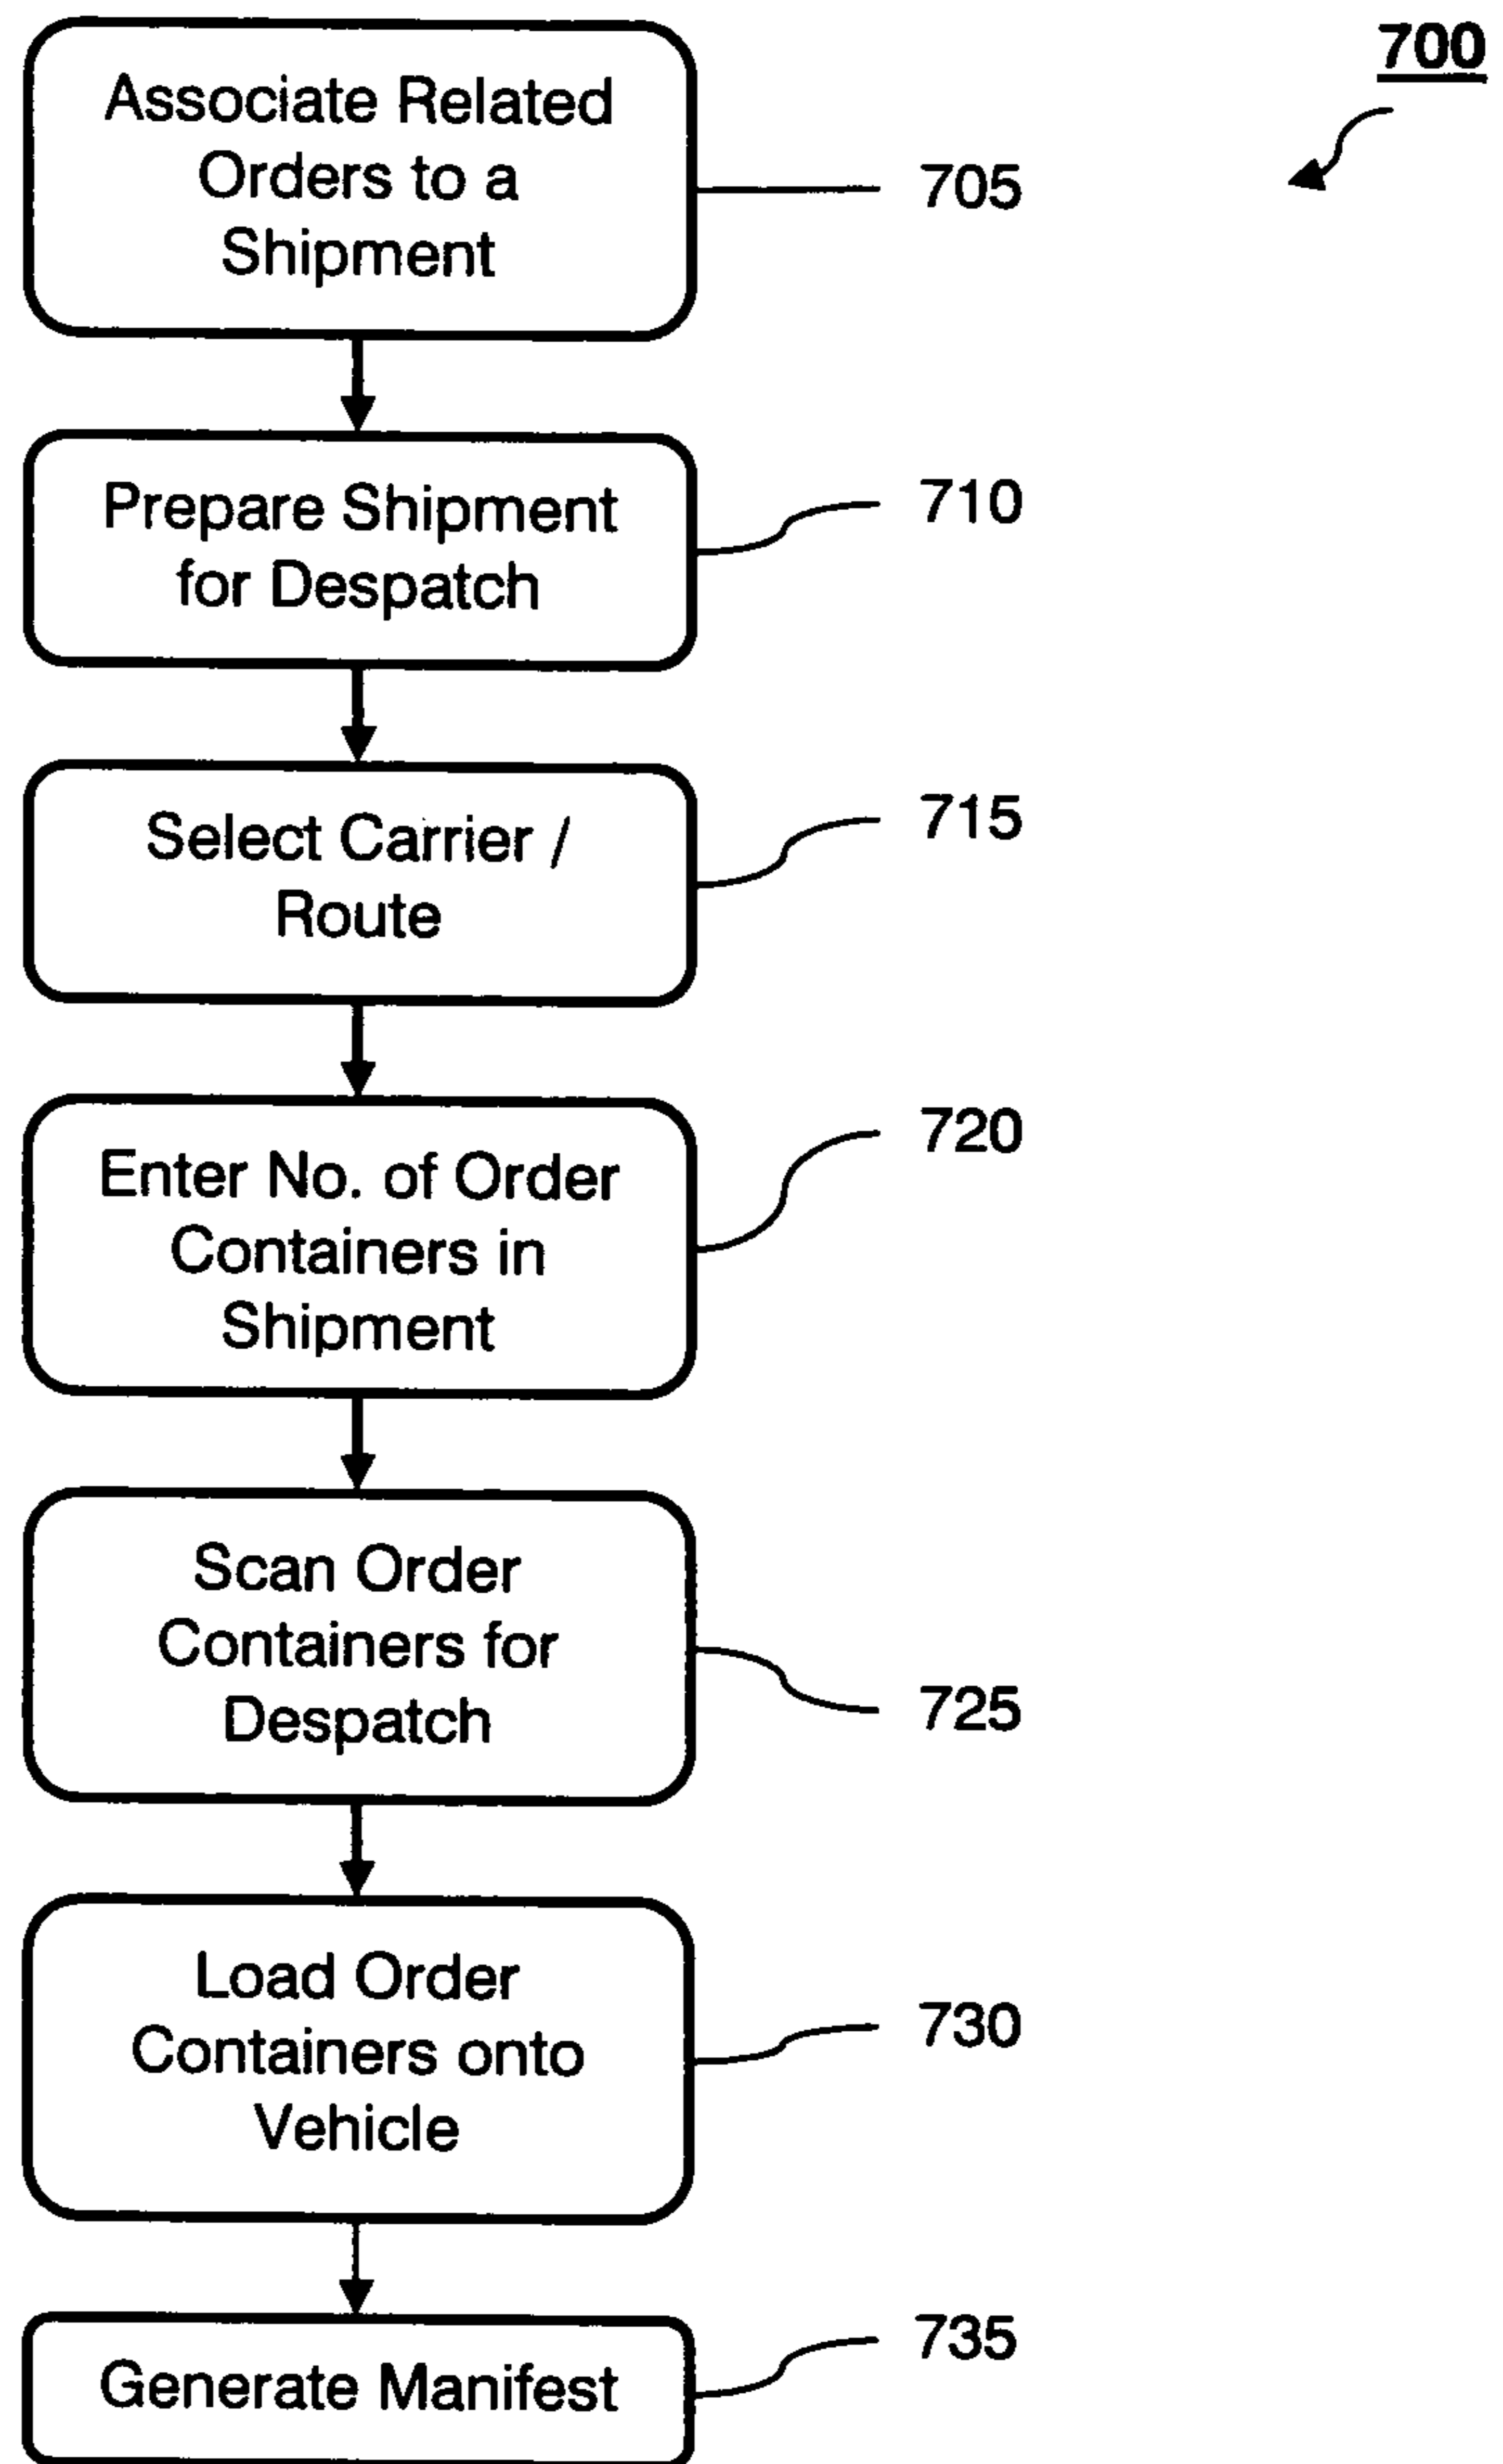 700
Associate Related
Orders to a
Shipment
705
Prepare Shipment
for Despatch
710
Select Carrier /
Route
715
Enter No. of Order
Containers in
Shipment
720
Scan Order
Containers for
Despatch
725
Load Order
Containers onto
Vehicle
730
Generate Manifest
735